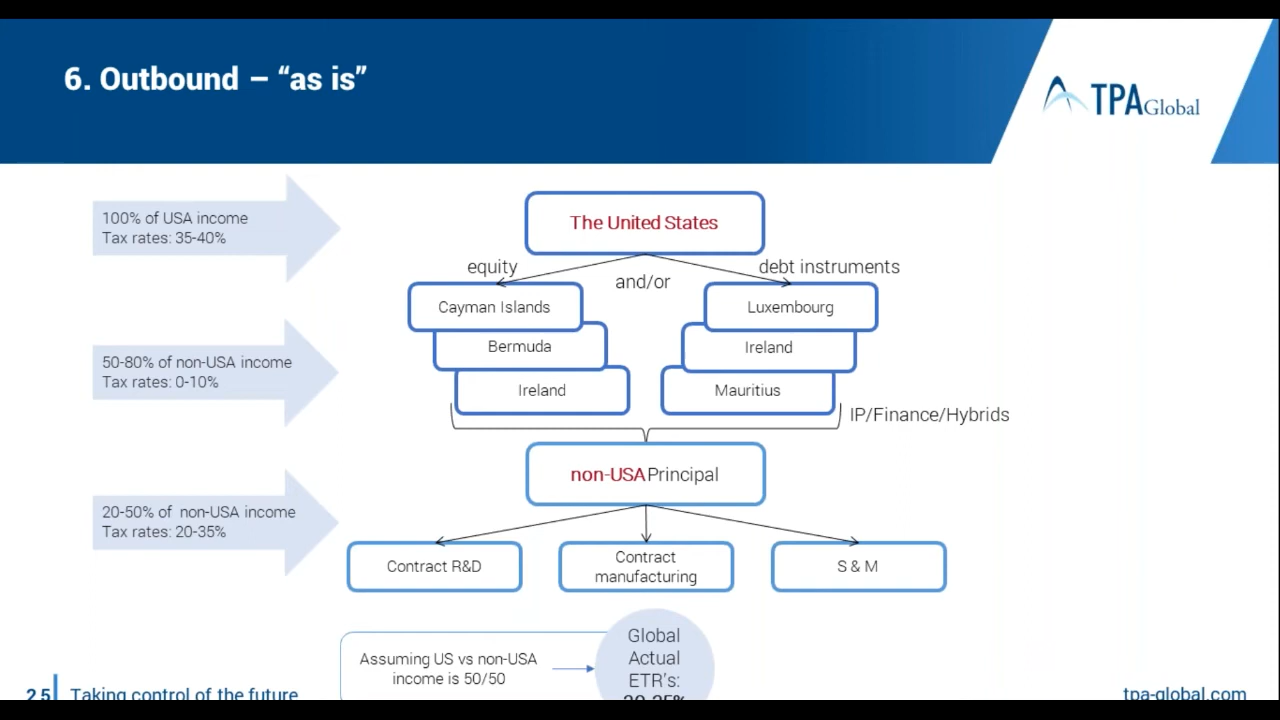 6. Outbound – “as is”
TPAGlobal
100% of USA income
Tax rates: 35-40%
The United States
equity
and/or
debt instruments
Cayman Islands
Luxembourg
Bermuda
Ireland
50-80% of non-USA income
Tax rates: 0-10%
Ireland
Mauritius
IP/Finance/Hybrids
non-USA Principal
20-50% of non-USA income
Tax rates: 20-35%
Contract R&D
Contract
manufacturing
S & M
Assuming US vs non-USA
income is 50/50
Global
Actual
ETR's:
25
Taking control of the future
tpa-global.com